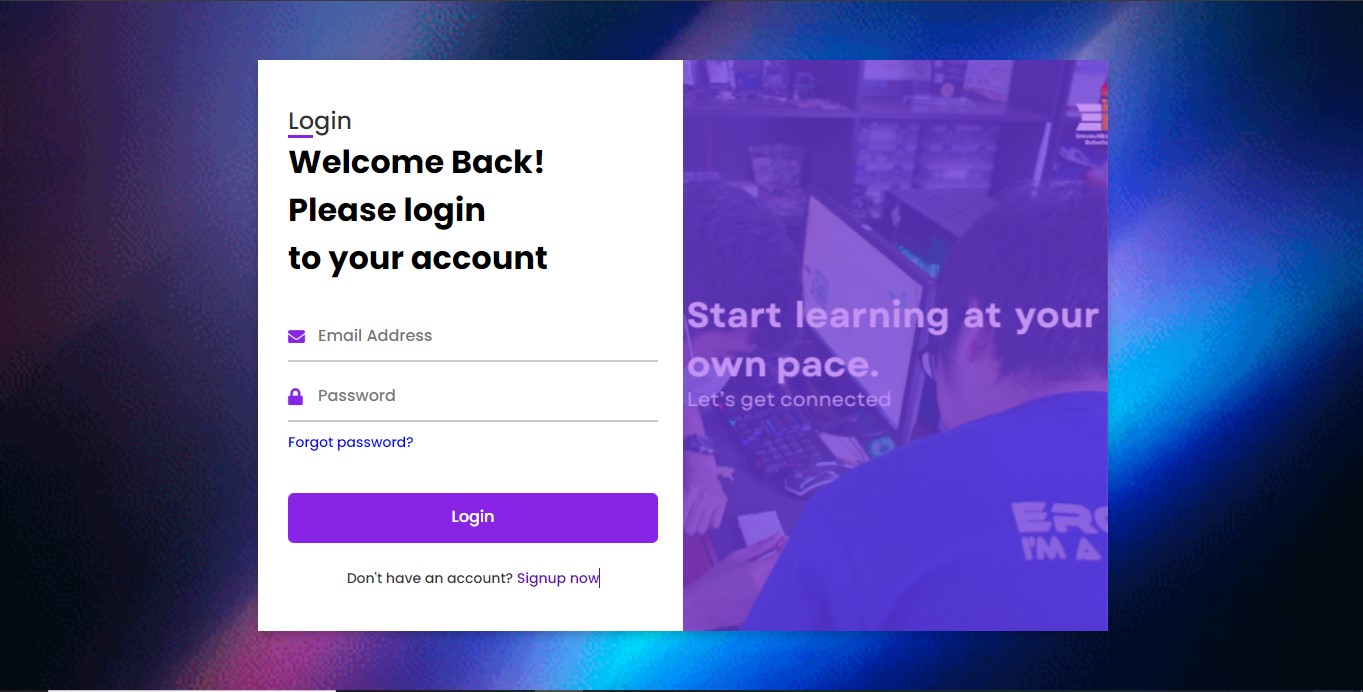 Login
Welcome Back!
Please login
to your account
Email Address
Password
Forgot password?
Login
Don't have an account? Signup now
Start learning at your
own pace.
Let's get connected
I'M A